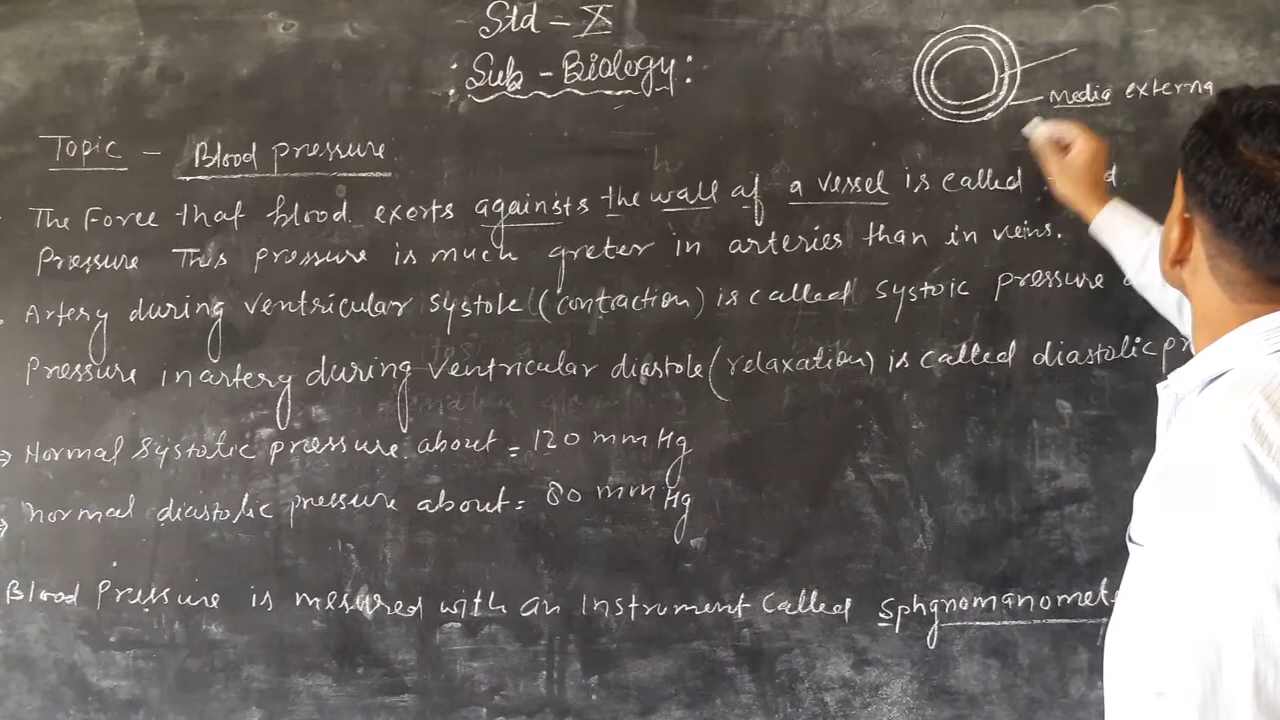 Std - X
: Sub - Biology :
Media externa
Topic - Blood pressure
The Force that blood exerts againsts the wall of a vessel is called
Pressure This pressure is much greter in arteries than in veins.
Artery during ventricular systole (contraction) is called systoic pressure
Pressure in artery during ventricular diastole (relaxation) is called diastolic
⇒ Normal systolic pressure about = 120 mm Hg
⇒ normal diastolic pressure about = 80 mm Hg
Blood Pressure is mesured with an instrument called sphgnomanomete